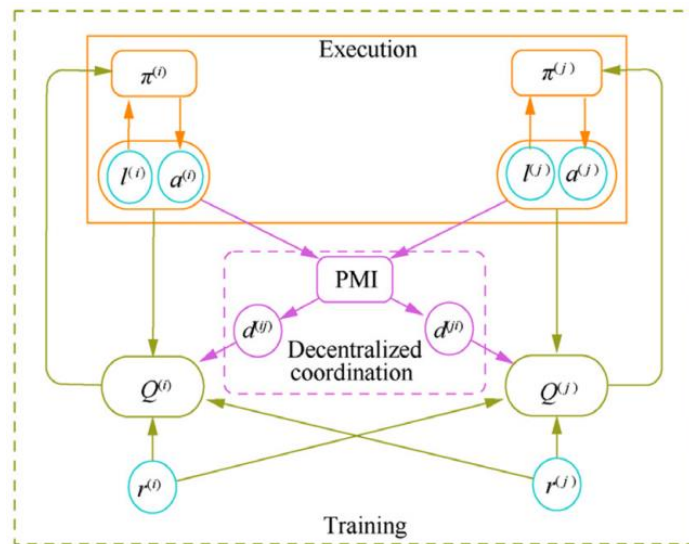 Execution
π(i)
π(j)
l(i) a(i)
l(j) a(j)
PMI
d(ij)
d(ji)
Decentralized
coordination
Q(i)
Q(j)
r(i)
r(j)
Training